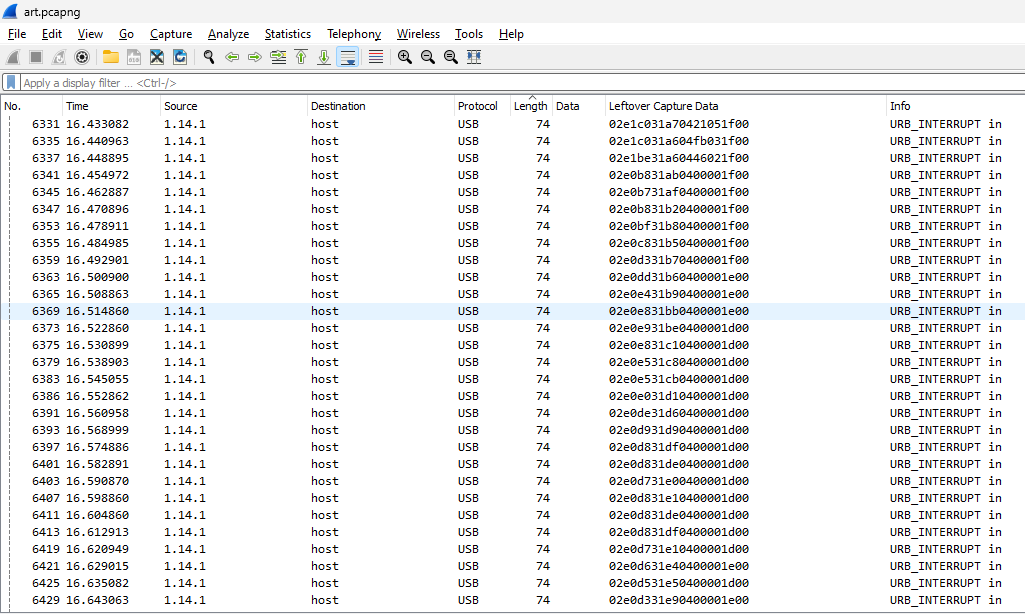 art.pcapng
File Edit View Go Capture Analyze Statistics Telephony Wireless Tools Help
Apply a display filter ... <Ctrl-/>
No. Time Source Destination Protocol Length Data Leftover Capture Data Info
6331 16.433082 1.14.1 host USB 74 02e1c031a70421051f00 URB_INTERRUPT in
6335 16.440963 1.14.1 host USB 74 02e1c031a604fb031f00 URB_INTERRUPT in
6337 16.448895 1.14.1 host USB 74 02e1be31a60446021f00 URB_INTERRUPT in
6341 16.454972 1.14.1 host USB 74 02e0b831ab0400001f00 URB_INTERRUPT in
6345 16.462887 1.14.1 host USB 74 02e0b731af0400001f00 URB_INTERRUPT in
6347 16.470896 1.14.1 host USB 74 02e0b831b20400001f00 URB_INTERRUPT in
6353 16.478911 1.14.1 host USB 74 02e0bf31b80400001f00 URB_INTERRUPT in
6355 16.484985 1.14.1 host USB 74 02e0c831b50400001f00 URB_INTERRUPT in
6359 16.492901 1.14.1 host USB 74 02e0d331b70400001f00 URB_INTERRUPT in
6363 16.500900 1.14.1 host USB 74 02e0dd31b60400001e00 URB_INTERRUPT in
6365 16.508863 1.14.1 host USB 74 02e0e431b90400001e00 URB_INTERRUPT in
6369 16.514860 1.14.1 host USB 74 02e0e831bb0400001e00 URB_INTERRUPT in
6373 16.522860 1.14.1 host USB 74 02e0e931be0400001d00 URB_INTERRUPT in
6375 16.530899 1.14.1 host USB 74 02e0e831c10400001d00 URB_INTERRUPT in
6379 16.538903 1.14.1 host USB 74 02e0e531c80400001d00 URB_INTERRUPT in
6383 16.545055 1.14.1 host USB 74 02e0e531cb0400001d00 URB_INTERRUPT in
6386 16.552862 1.14.1 host USB 74 02e0e031d10400001d00 URB_INTERRUPT in
6391 16.560958 1.14.1 host USB 74 02e0de31d60400001d00 URB_INTERRUPT in
6393 16.568999 1.14.1 host USB 74 02e0d931d90400001d00 URB_INTERRUPT in
6397 16.574886 1.14.1 host USB 74 02e0d831df0400001d00 URB_INTERRUPT in
6401 16.582891 1.14.1 host USB 74 02e0d831de0400001d00 URB_INTERRUPT in
6403 16.590870 1.14.1 host USB 74 02e0d731e00400001d00 URB_INTERRUPT in
6407 16.598860 1.14.1 host USB 74 02e0d831e10400001d00 URB_INTERRUPT in
6411 16.604860 1.14.1 host USB 74 02e0d831de0400001d00 URB_INTERRUPT in
6413 16.612913 1.14.1 host USB 74 02e0d831df0400001d00 URB_INTERRUPT in
6419 16.620949 1.14.1 host USB 74 02e0d731e10400001d00 URB_INTERRUPT in
6421 16.629015 1.14.1 host USB 74 02e0d631e40400001e00 URB_INTERRUPT in
6425 16.635082 1.14.1 host USB 74 02e0d531e50400001d00 URB_INTERRUPT in
6429 16.643063 1.14.1 host USB 74 02e0d331e90400001e00 URB_INTERRUPT in